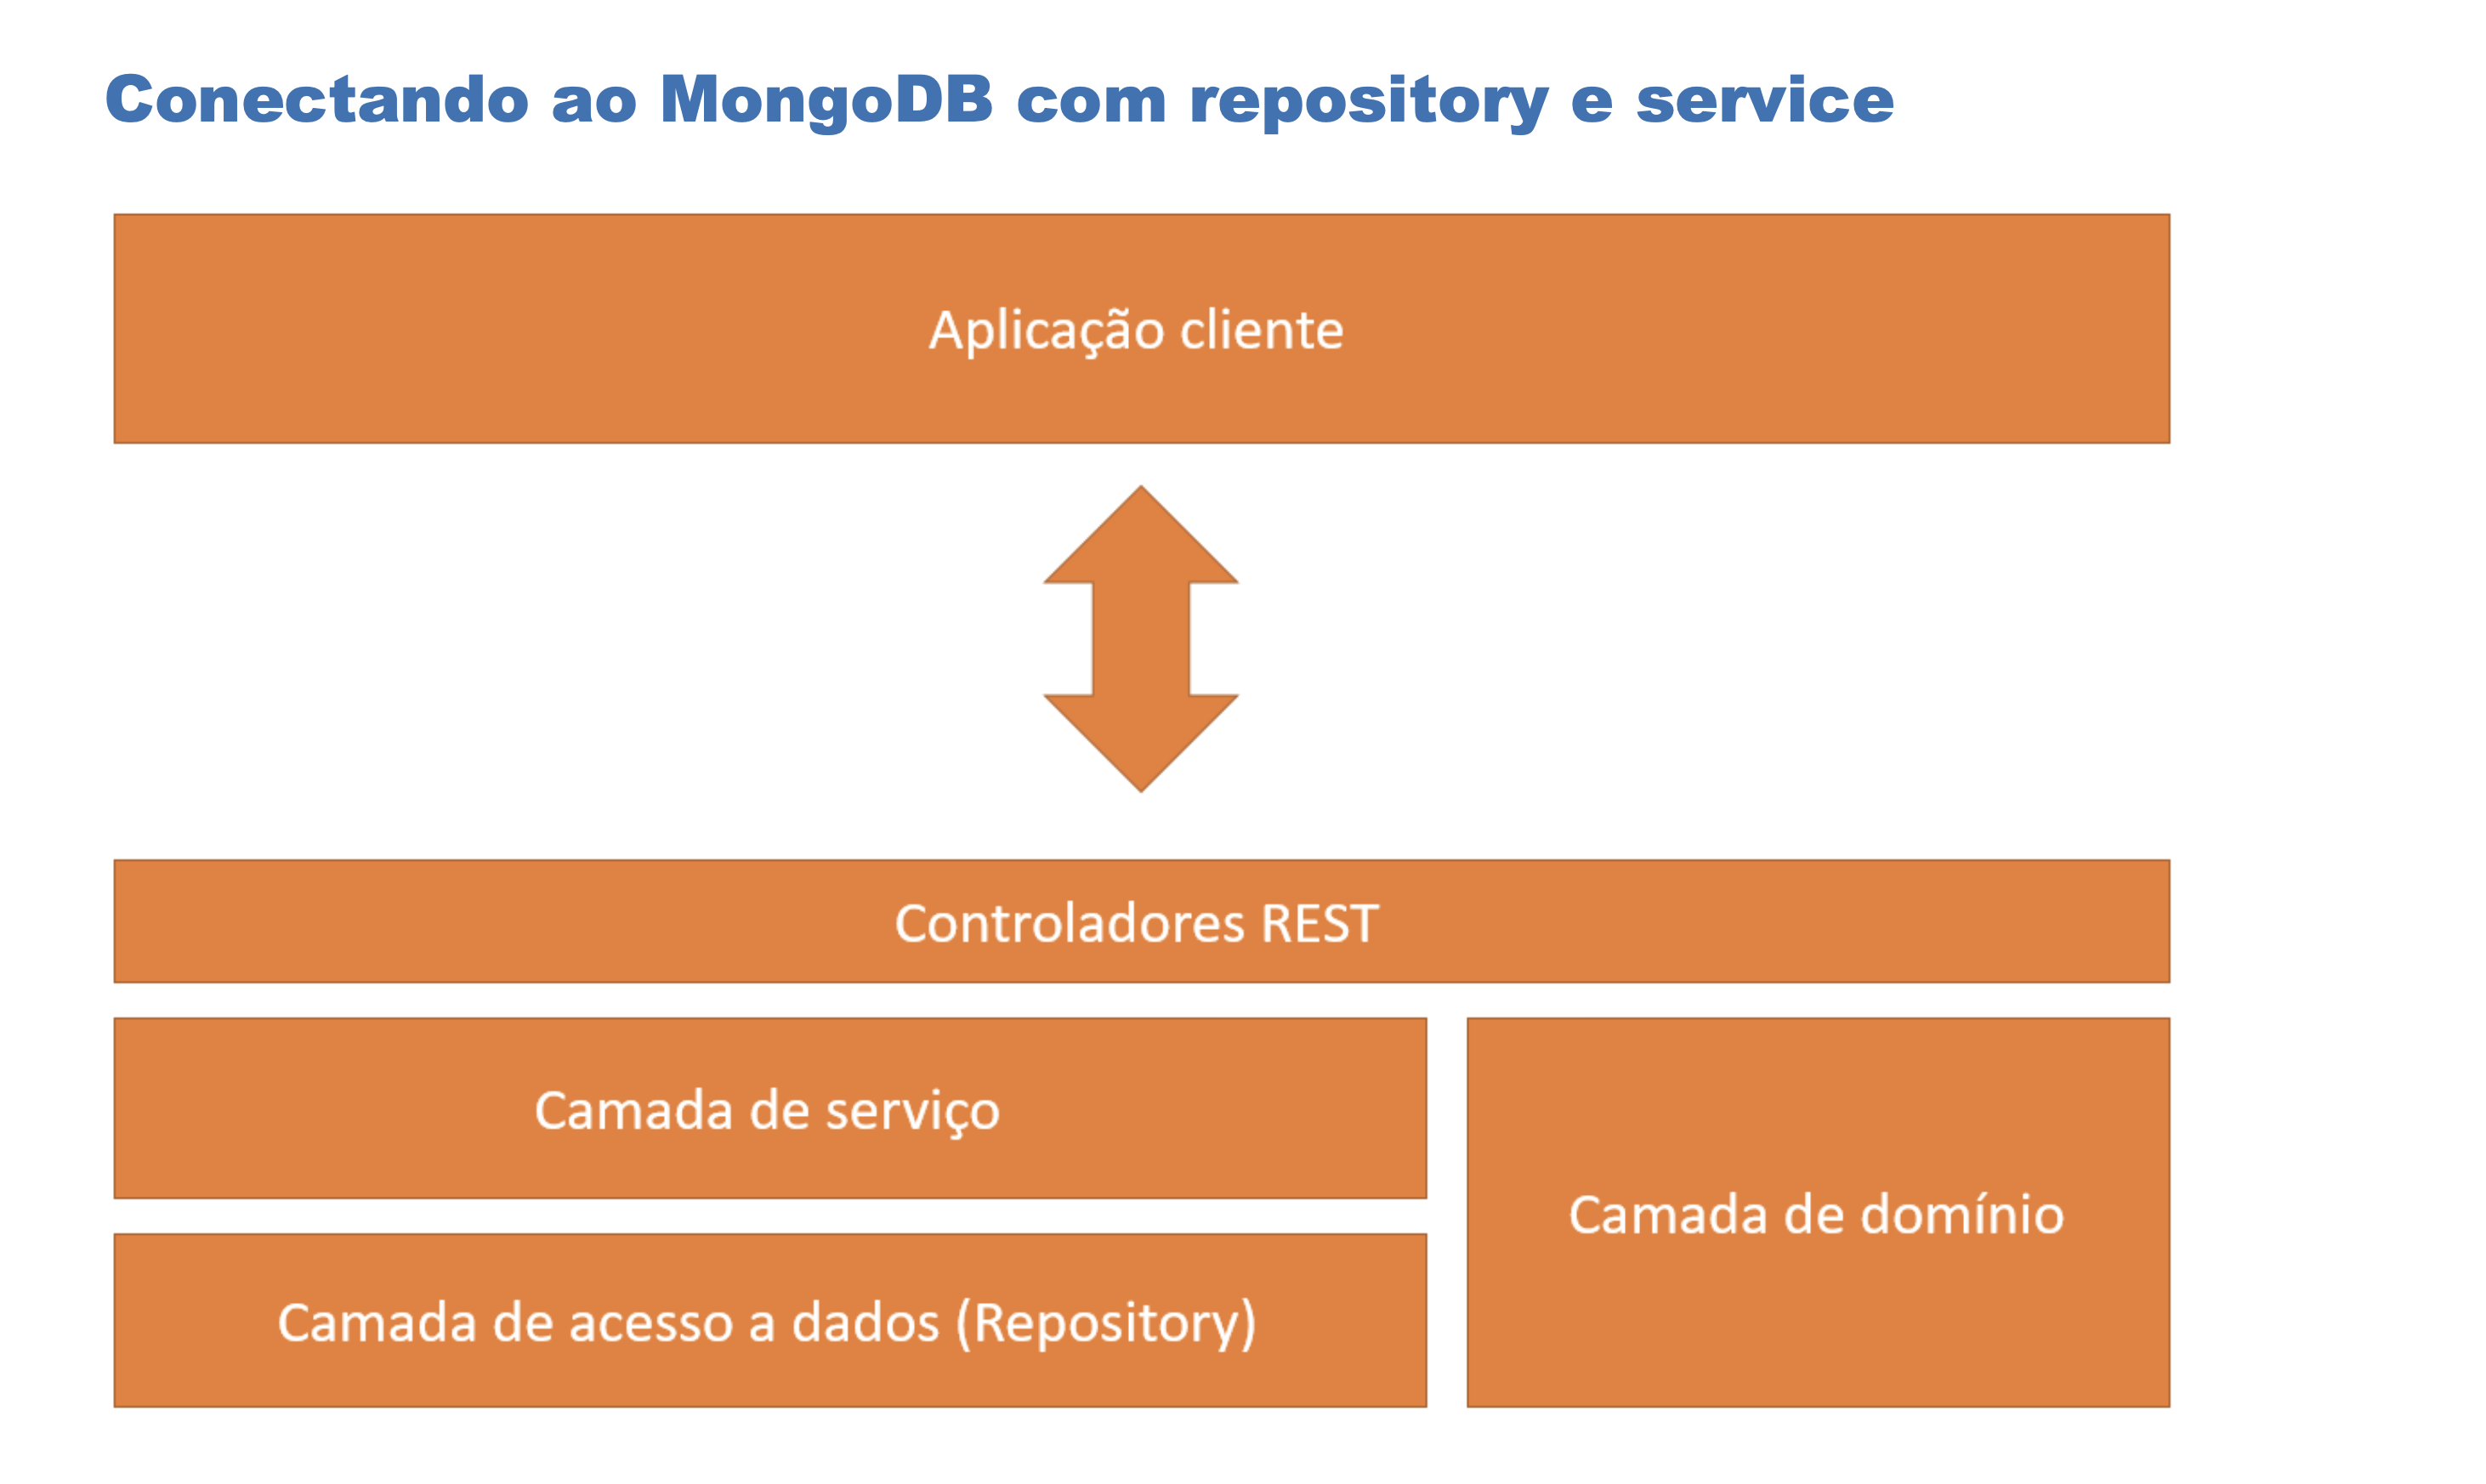 Conectando ao MongoDB com repository e service
Aplicação cliente
Controladores REST
Camada de serviço
Camada de domínio
Camada de acesso a dados (Repository)